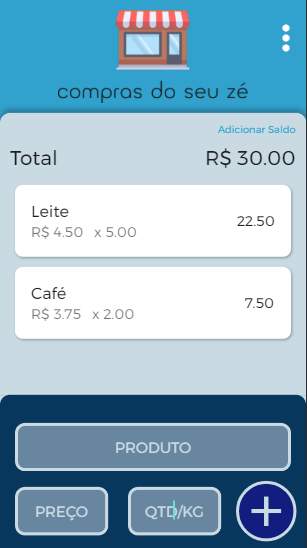 compras do seu zé
Adicionar Saldo
Total R$ 30.00
Leite
R$ 4.50 x 5.00 22.50
Café
R$ 3.75 x 2.00 7.50
PRODUTO
PREÇO QTD/KG